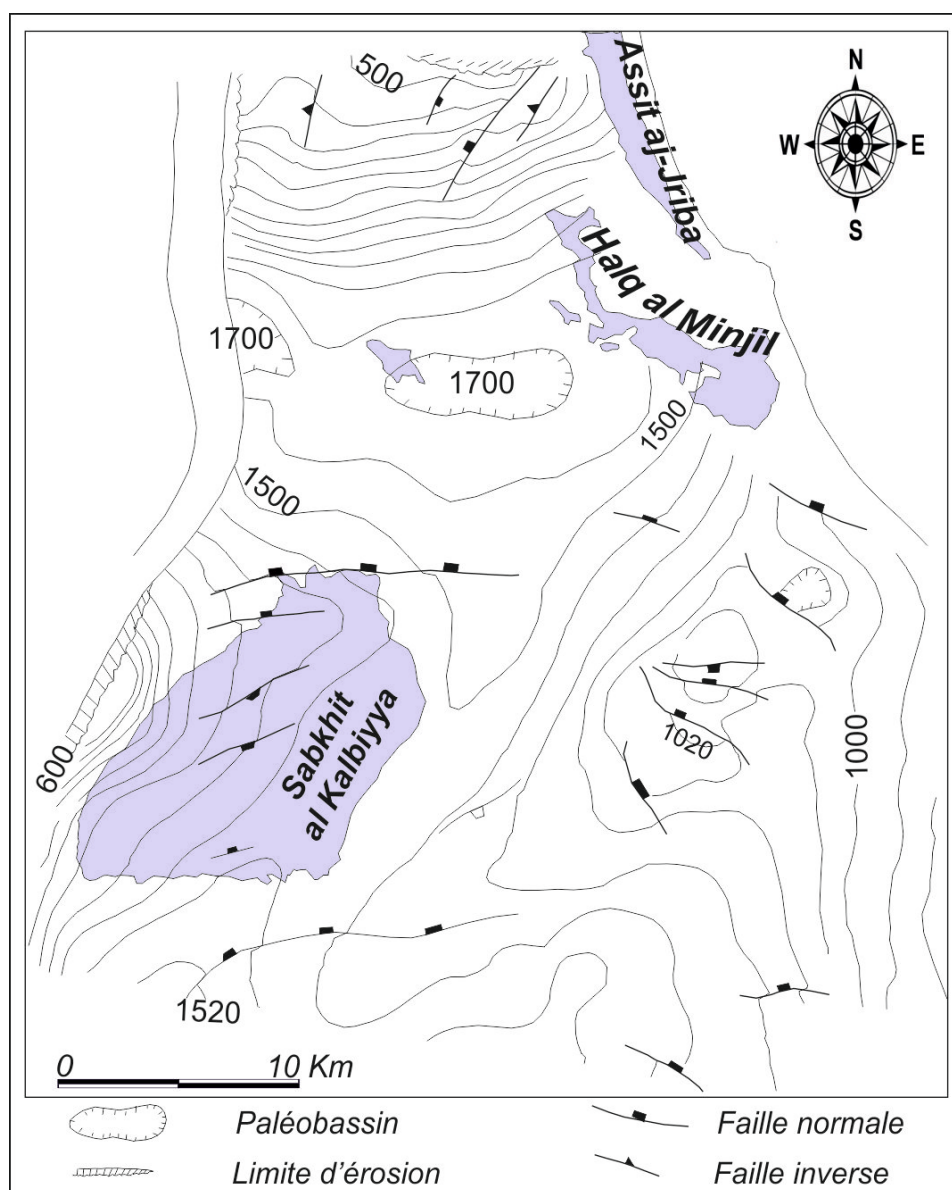 500
Assit aj-Jriba
N
W
E
S
Halq al Minjil
1700
1700
1500
1500
1020
1000
600
Sabkhit
al Kalbiyya
1520
0
10 Km
Paléobassin
Faille normale
Limite d'érosion
Faille inverse